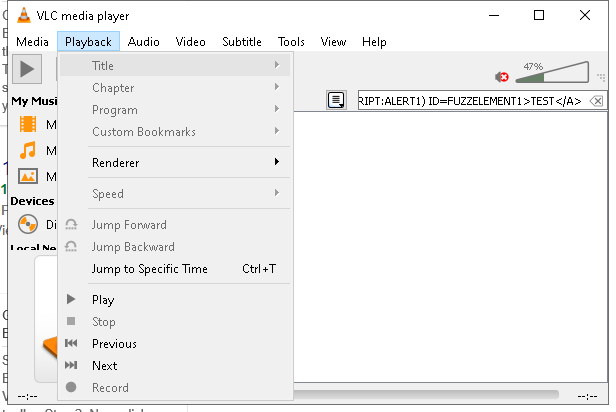 VLC media player
Media Playback Audio Video Subtitle Tools View Help
47%
Title
Chapter
Program
Custom Bookmarks
Renderer
Speed
Jump Forward
Jump Backward
Jump to Specific Time Ctrl+T
Play
Stop
Previous
Next
Record
RIPT:ALERT1) ID=FUZZELEMENT1>TEST</A>
My Mus
M
M
M
Devices
Di
Local Ne
--:-- --:--